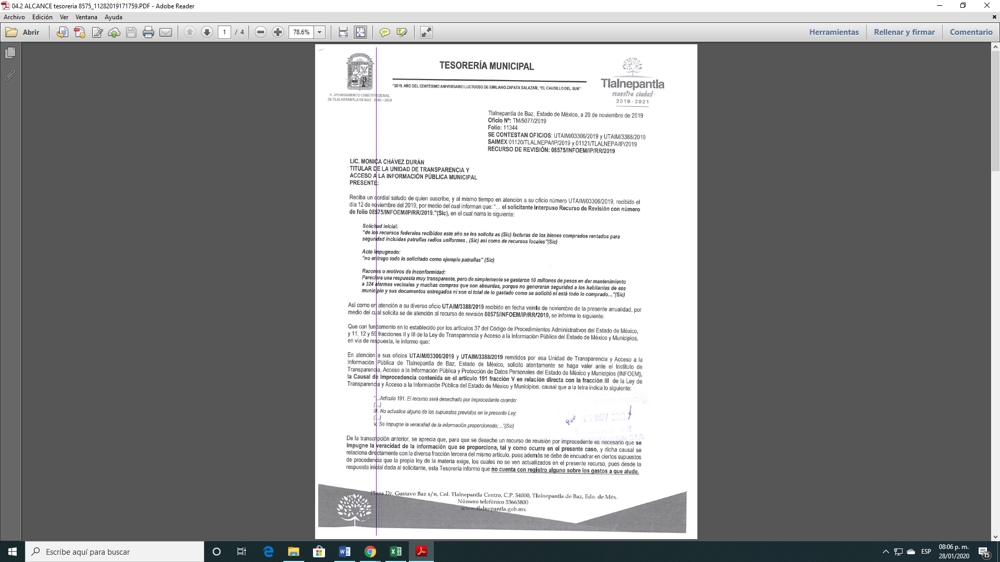 04.2 ALCANCE tesoreria 8575_11282019171759.PDF - Adobe Reader
Archivo Edición Ver Ventana Ayuda
Abrir 1 / 4 78.6% Herramientas Rellenar y firmar Comentario
TESORERÍA MUNICIPAL
"2019. AÑO DEL CENTÉSIMO ANIVERSARIO LUCTUOSO DE EMILIANO ZAPATA SALAZAR, "EL CAUDILLO DEL SUR"
H. AYUNTAMIENTO CONSTITUCIONAL
DE TLALNEPANTLA DE BAZ 2019 - 2021
CULTURA
PROGRESO
TRABAJO
Tlalnepantla
nuestra ciudad
2019 - 2021
Tlalnepantla de Baz, Estado de México, a 20 de noviembre de 2019
Oficio Nº: TM/5077/2019
Folio: 11344
SE CONTESTAN OFICIOS: UTAIM/03306/2019 y UTAIM/3388/2019
SAIMEX 01120/TLALNEPA/IP/2019 y 01121/TLALNEPA/IP/2019
RECURSO DE REVISIÓN: 08575/INFOEM/IP/RR/2019
LIC. MONICA CHÁVEZ DURÁN
TITULAR DE LA UNIDAD DE TRANSPARENCIA Y
ACCESO A LA INFORMACIÓN PÚBLICA MUNICIPAL
PRESENTE:
Reciba un cordial saludo de quien suscribe, y al mismo tiempo en atención a su oficio número UTAIM/03306/2019, recibido el
día 12 de noviembre del 2019, por medio del cual informan que: "... el solicitante interpuso Recurso de Revisión con número
de folio 08575/INFOEM/IP/RR/2019."(Sic), en el cual narra lo siguiente:
Solicitud inicial:
"de los recursos federales recibidos este año se les solicita as (Sic) facturas de los bienes comprados rentados para
seguridad incluidas patrullas radios uniformes , (Sic) así como de recursos locales"(Sic)
Acto impugnado:
"no entrego todo lo solicitado como ejemplo patrullas" (Sic)
Razones o motivos de inconformidad:
Pareciera una respuesta muy transparente, pero de simplemente se gastaron 10 millones de pesos en dar mantenimiento
a 324 alarmas vecinales y muchas compras que son absurdas, porque no generaran seguridad a los habitantes de ese
municipio y sus documentos entregados ni son el total de lo gastado como se solicitó ni está todo lo comprado..."(Sic)
Así como en atención a su diverso oficio UTAIM/3388/2019 recibido en fecha veinte de noviembre de la presente anualidad, por
medio del cual solicita se de atención al recurso de revisión 08575/INFOEM/IP/RR/2019, se informa lo siguiente:
Que con fundamento en lo establecido por los artículos 37 del Código de Procedimientos Administrativos del Estado de México,
y 11, 12 y 59 fracciones II y III de la Ley de Transparencia y Acceso a la Información Pública del Estado de México y Municipios,
en vía de respuesta, le informo que:
En atención a sus oficios UTAIM/03306/2019 y UTAIM/3388/2019 remitidos por esa Unidad de Transparencia y Acceso a la
Información Pública de Tlalnepantla de Baz, Estado de México, solicito atentamente se haga valer ante el Instituto de
Transparencia, Acceso a la Información Pública y Protección de Datos Personales del Estado de México y Municipios (INFOEM),
la Causal de Improcedencia contenida en el artículo 191 fracción V en relación directa con la fracción III de la Ley de
Transparencia y Acceso a la Información Pública del Estado de México y Municipios, causal que a la letra indica lo siguiente:
"...Artículo 191. El recurso será desechado por improcedente cuando:
(...)
III. No actualice alguno de los supuestos previstos en la presente Ley;
(...)
V. Se impugne la veracidad de la información proporcionada;..."(Sic)
9:00 21 NOV
De la transcripción anterior, se aprecia que, para que se deseche un recurso de revisión por improcedente es necesario que se
impugne la veracidad de la información que se proporciona, tal y como ocurre en el presente caso, y dicha causal se
relaciona directamente con la diversa fracción tercera del mismo artículo, pues además se debe de encuadrar en ciertos supuestos
de procedencia que la propia ley de la materia exige, los cuales no se ven actualizados en el presente recurso, pues desde la
respuesta inicial dada al solicitante, esta Tesorería informo que no cuenta con registro alguno sobre los gastos a que alude.
Plaza Dr. Gustavo Baz s/n, Col. Tlalnepantla Centro, C.P. 54000, Tlalnepantla de Baz, Edo. de Méx.
Número telefónico 53663800
www.tlalnepantla.gob.mx
Escribe aquí para buscar
ESP
08:06 p. m.
28/01/2020
15